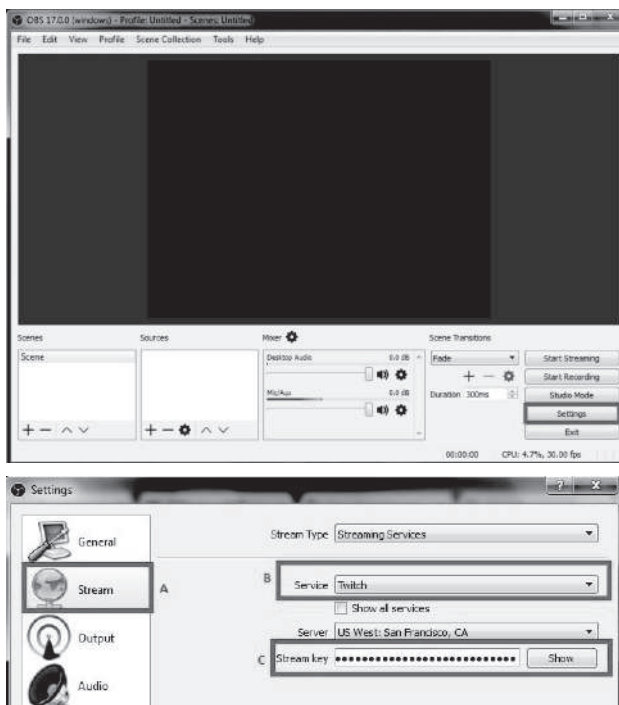 OBS 17.0.0 (windows) - Profile: Untitled - Scenes: Untitled
File Edit View Profile Scene Collection Tools Help
Scenes Sources Mixer Scene Transitions
Scene Desktop Audio 0.0 dB Fade Start Streaming
Start Recording
Mic/Aux 0.0 dB Duration 300ms Studio Mode
Settings
Exit
00:00:00 CPU: 4.7%, 30.00 fps
Settings
General Stream Type Streaming Services
Stream A B Service Twitch
Show all services
Output Server US West: San Francisco, CA
C Stream key Show
Audio